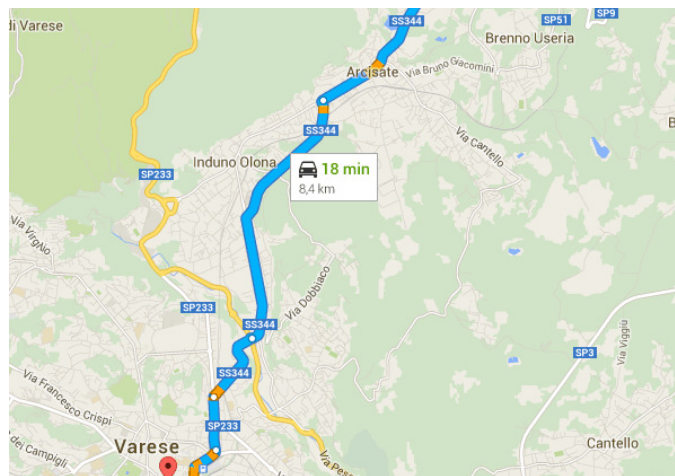 di Varese
SP51
SP9
Brenno Useria
SS344
Arcisate
Via Bruno Giacomini
SS344
Via Cantello
Induno Olona
18 min
8,4 km
SP233
Via Dobbiaco
SP233
SS344
Via Viggiù
SP3
SS344
Via Francesco Crispi
SP233
Varese
Cantello
dei Campigli